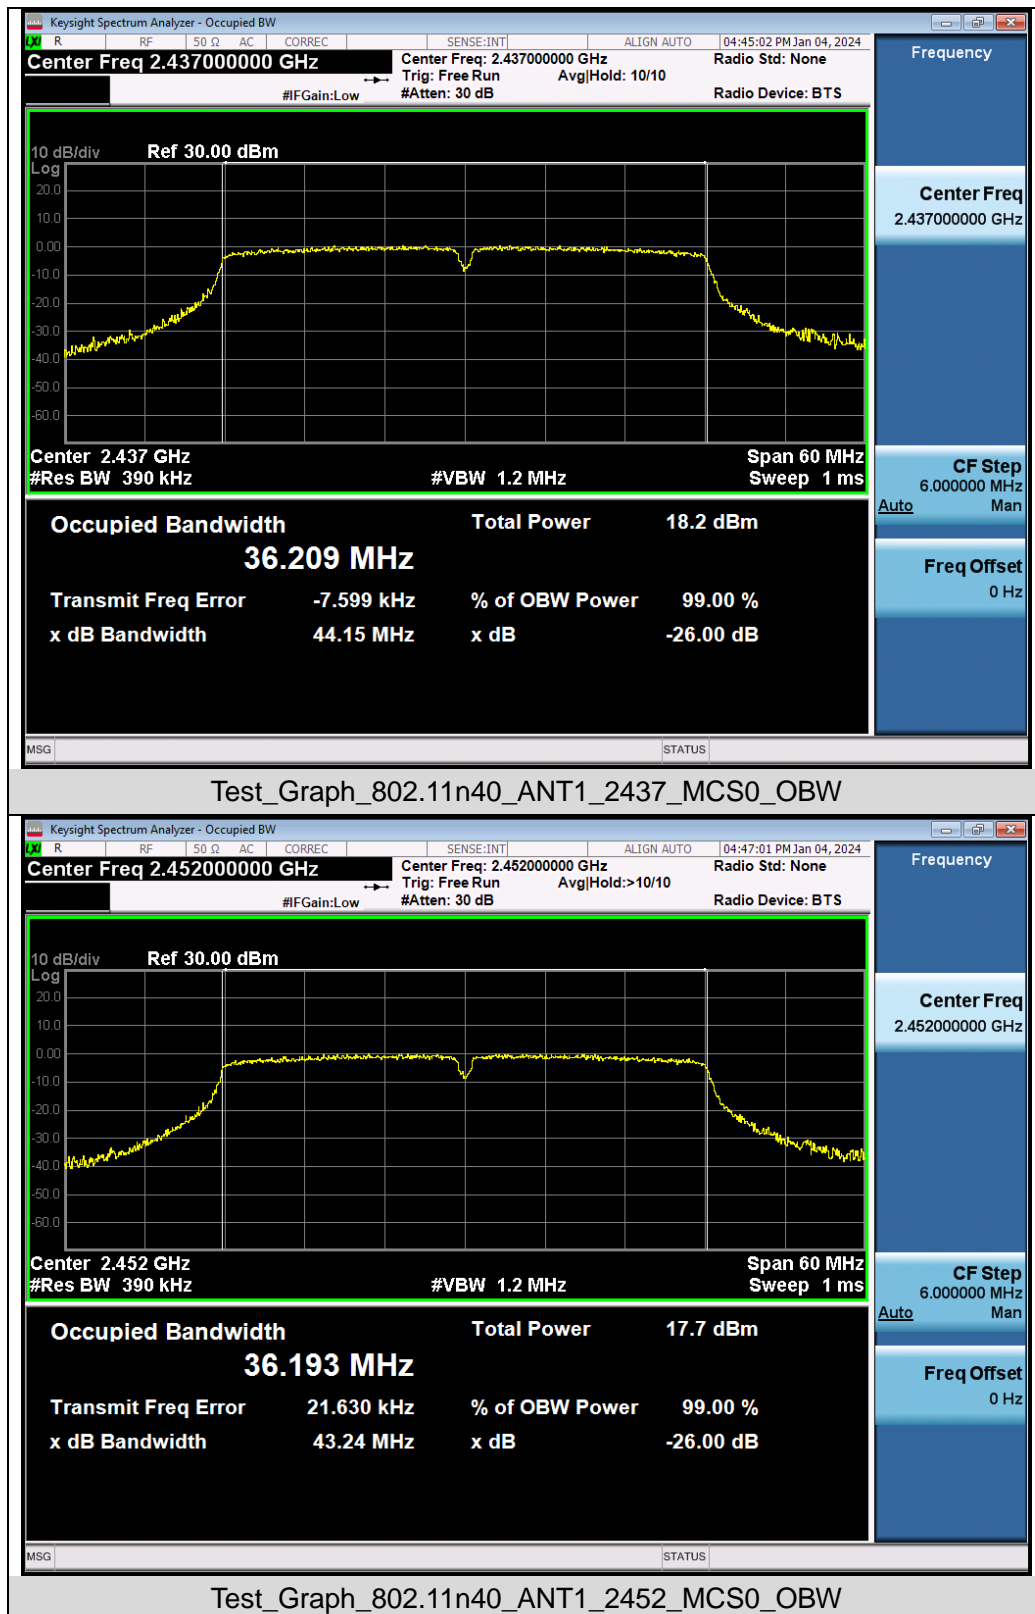 Keysight Spectrum Analyzer - Occupied BW
LXI R RF 50 Ω AC CORREC SENSE:INT ALIGN AUTO 04:45:02 PM Jan 04, 2024
Center Freq 2.437000000 GHz
Center Freq: 2.437000000 GHz Radio Std: None
Trig: Free Run Avg|Hold: 10/10
#IFGain:Low #Atten: 30 dB Radio Device: BTS
Frequency
10 dB/div Ref 30.00 dBm
Log
20.0
10.0
0.00
-10.0
-20.0
-30.0
-40.0
-50.0
-60.0
Center Freq
2.437000000 GHz
Center 2.437 GHz Span 60 MHz
#Res BW 390 kHz #VBW 1.2 MHz Sweep 1 ms
CF Step
6.000000 MHz
Auto Man
Occupied Bandwidth Total Power 18.2 dBm
36.209 MHz
Freq Offset
0 Hz
Transmit Freq Error -7.599 kHz % of OBW Power 99.00 %
x dB Bandwidth 44.15 MHz x dB -26.00 dB
MSG STATUS
Test_Graph_802.11n40_ANT1_2437_MCS0_OBW
Keysight Spectrum Analyzer - Occupied BW
LXI R RF 50 Ω AC CORREC SENSE:INT ALIGN AUTO 04:47:01 PM Jan 04, 2024
Center Freq 2.452000000 GHz
Center Freq: 2.452000000 GHz Radio Std: None
Trig: Free Run Avg|Hold:>10/10
#IFGain:Low #Atten: 30 dB Radio Device: BTS
Frequency
10 dB/div Ref 30.00 dBm
Log
20.0
10.0
0.00
-10.0
-20.0
-30.0
-40.0
-50.0
-60.0
Center Freq
2.452000000 GHz
Center 2.452 GHz Span 60 MHz
#Res BW 390 kHz #VBW 1.2 MHz Sweep 1 ms
CF Step
6.000000 MHz
Auto Man
Occupied Bandwidth Total Power 17.7 dBm
36.193 MHz
Freq Offset
0 Hz
Transmit Freq Error 21.630 kHz % of OBW Power 99.00 %
x dB Bandwidth 43.24 MHz x dB -26.00 dB
MSG STATUS
Test_Graph_802.11n40_ANT1_2452_MCS0_OBW